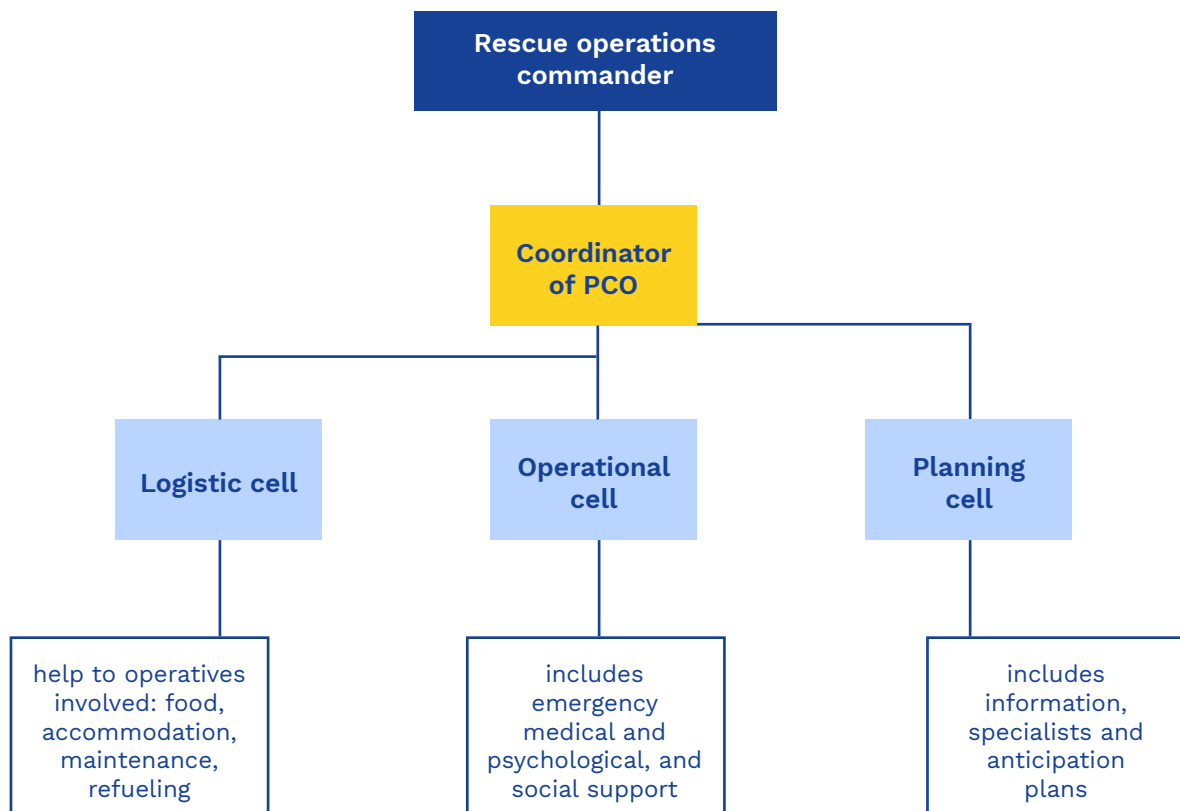 Rescue operations
commander
Coordinator
of PCO
Logistic cell
Operational
cell
Planning
cell
help to operatives
involved: food,
accommodation,
maintenance,
refueling
includes
emergency
medical and
psychological, and
social support
includes
information,
specialists and
anticipation
plans